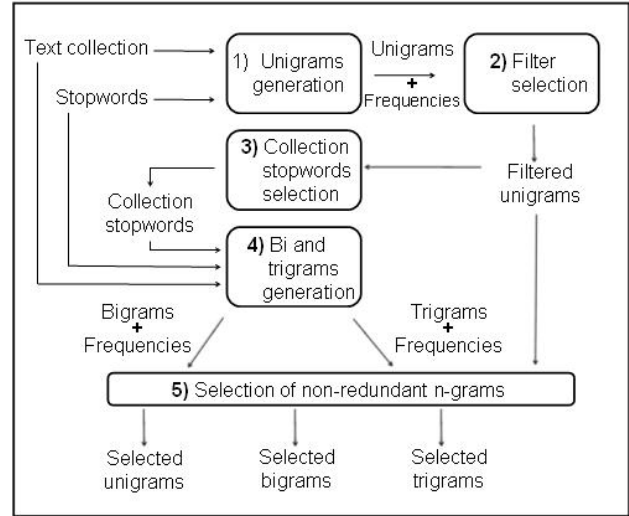 Text collection
Stopwords
1) Unigrams
generation
Unigrams
+
Frequencies
2) Filter
selection
3) Collection
stopwords
selection
Filtered
unigrams
Collection
stopwords
4) Bi and
trigrams
generation
Bigrams
+
Frequencies
Trigrams
+
Frequencies
5) Selection of non-redundant n-grams
Selected
unigrams
Selected
bigrams
Selected
trigrams